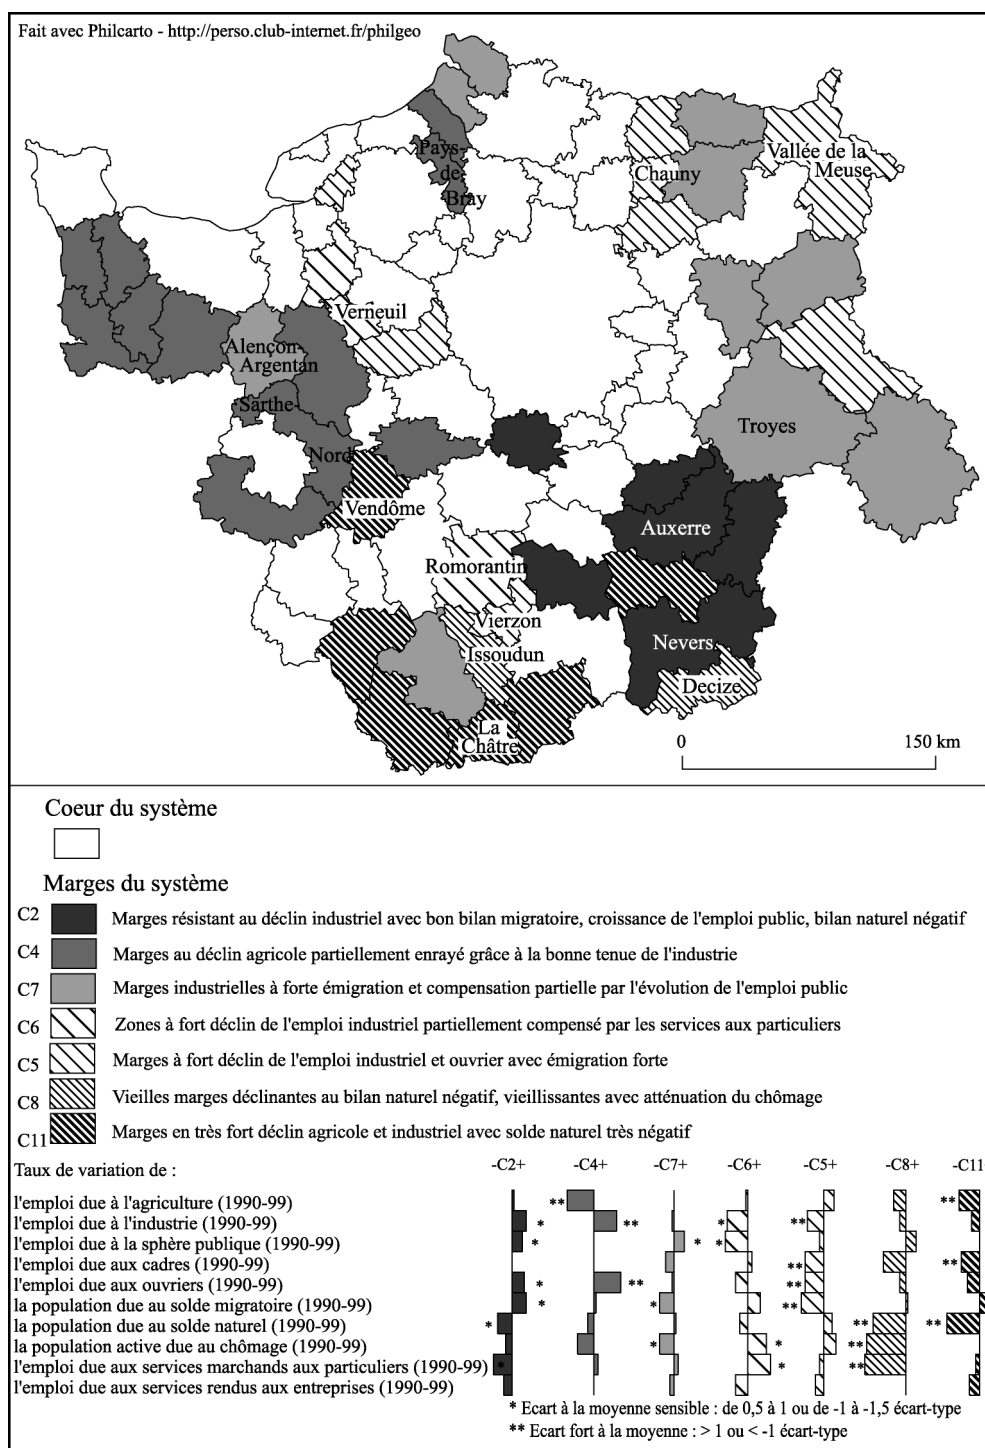 Fait avec Philcarto - http://perso.club-internet.fr/philgeo
Pays-
de-
Bray
Chauny
Vallée de la
Meuse
Verneuil
Alençon-
Argentan
Sarthe-
Nord
Troyes
Vendôme
Auxerre
Romorantin
Vierzon
Issoudun
Nevers
Decize
La
Châtre
0 150 km
Coeur du système
Marges du système
C2 Marges résistant au déclin industriel avec bon bilan migratoire, croissance de l'emploi public, bilan naturel négatif
C4 Marges au déclin agricole partiellement enrayé grâce à la bonne tenue de l'industrie
C7 Marges industrielles à forte émigration et compensation partielle par l'évolution de l'emploi public
C6 Zones à fort déclin de l'emploi industriel partiellement compensé par les services aux particuliers
C5 Marges à fort déclin de l'emploi industriel et ouvrier avec émigration forte
C8 Vieilles marges déclinantes au bilan naturel négatif, vieillissantes avec atténuation du chômage
C11 Marges en très fort déclin agricole et industriel avec solde naturel très négatif
Taux de variation de : -C2+ -C4+ -C7+ -C6+ -C5+ -C8+ -C11
l'emploi due à l'agriculture (1990-99) ** **
l'emploi due à l'industrie (1990-99) * ** * **
l'emploi due à la sphère publique (1990-99) * * *
l'emploi due aux cadres (1990-99) ** **
l'emploi due aux ouvriers (1990-99) * ** **
la population due au solde migratoire (1990-99) * * **
la population due au solde naturel (1990-99) * ** **
la population active due au chômage (1990-99) * * **
l'emploi due aux services marchands aux particuliers (1990-99) * * **
l'emploi due aux services rendus aux entreprises (1990-99)
* Ecart à la moyenne sensible : de 0,5 à 1 ou de -1 à -1,5 écart-type
** Ecart fort à la moyenne : > 1 ou < -1 écart-type